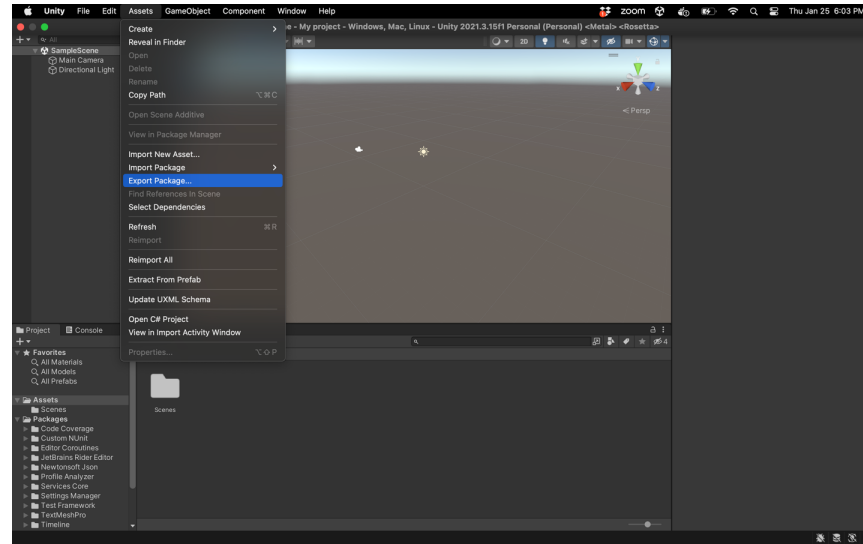 Unity File Edit Assets GameObject Component Window Help
zoom Thu Jan 25 6:03 PM
e - My project - Windows, Mac, Linux - Unity 2021.3.15f1 Personal (Personal) <Metal> <Rosetta>
All
2D
SampleScene
Main Camera
Directional Light
Create
Reveal in Finder
Open
Delete
Rename
Copy Path ⌥⌘C
Open Scene Additive
View in Package Manager
Import New Asset...
Import Package
Export Package...
Find References In Scene
Select Dependencies
Refresh ⌘R
Reimport
Reimport All
Extract From Prefab
Update UXML Schema
Open C# Project
View in Import Activity Window
Properties... ⌥⇧P
x z
Persp
Project Console
4
Favorites
All Materials
All Models
All Prefabs
Assets
Scenes
Packages
Code Coverage
Custom NUnit
Editor Coroutines
JetBrains Rider Editor
Newtonsoft Json
Profile Analyzer
Services Core
Settings Manager
Test Framework
TextMeshPro
Timeline
Scenes